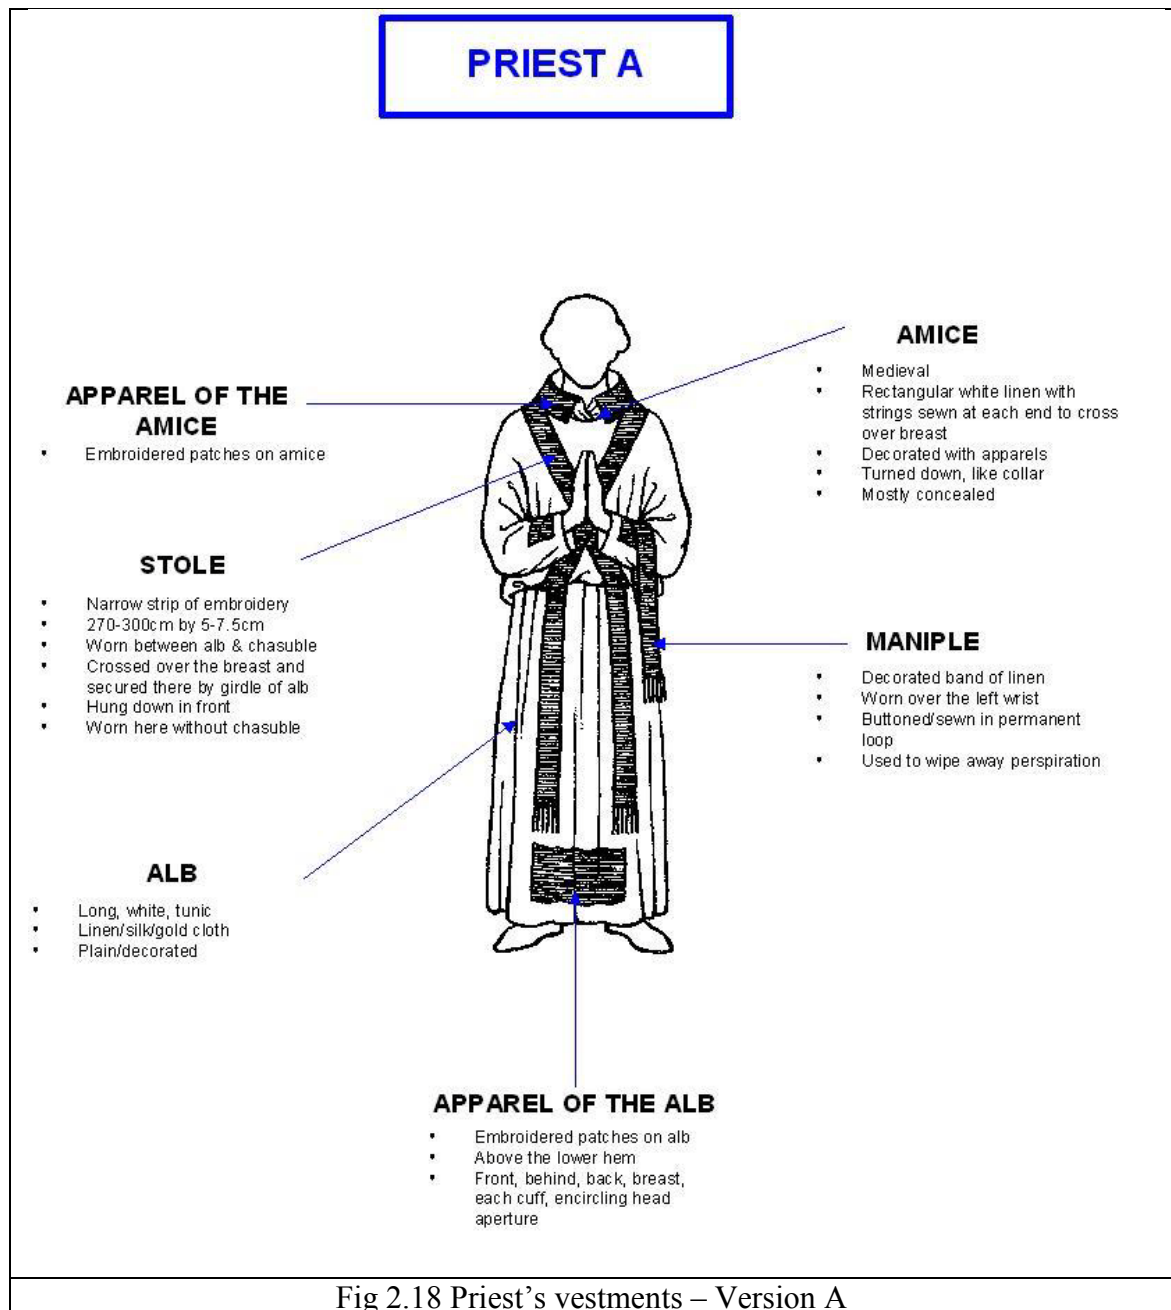 PRIEST A
APPAREL OF THE
AMICE
• Embroidered patches on amice
STOLE
• Narrow strip of embroidery
• 270-300cm by 5-7.5cm
• Worn between alb & chasuble
• Crossed over the breast and
secured there by girdle of alb
• Hung down in front
• Worn here without chasuble
ALB
• Long, white, tunic
• Linen/silk/gold cloth
• Plain/decorated
AMICE
• Medieval
• Rectangular white linen with
strings sewn at each end to cross
over breast
• Decorated with apparels
• Turned down, like collar
• Mostly concealed
MANIPLE
• Decorated band of linen
• Worn over the left wrist
• Buttoned/sewn in permanent
loop
• Used to wipe away perspiration
APPAREL OF THE ALB
• Embroidered patches on alb
• Above the lower hem
• Front, behind, back, breast,
each cuff, encircling head
aperture
Fig 2.18 Priest's vestments – Version A